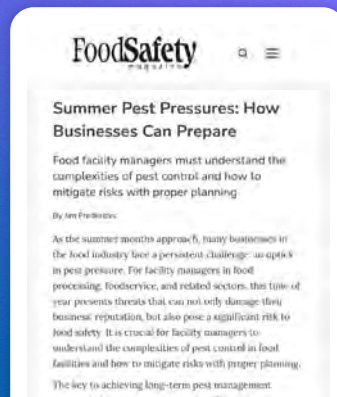 FoodSafety
magazine
Summer Pest Pressures: How
Businesses Can Prepare
Food facility managers must understand the
complexities of pest control and how to
mitigate risks with proper planning
By Jim Fredericks
As the summer months approach, many businesses in
the food industry face a persistent challenge: an uptick
in pest pressure. For facility managers in food
processing, foodservice, and related sectors, this time of
year presents threats that can not only damage their
business reputation, but also pose a significant risk to
food safety. It is crucial for facility managers to
understand the complexities of pest control in food
facilities and how to mitigate risks with proper planning.
The key to achieving long-term pest management